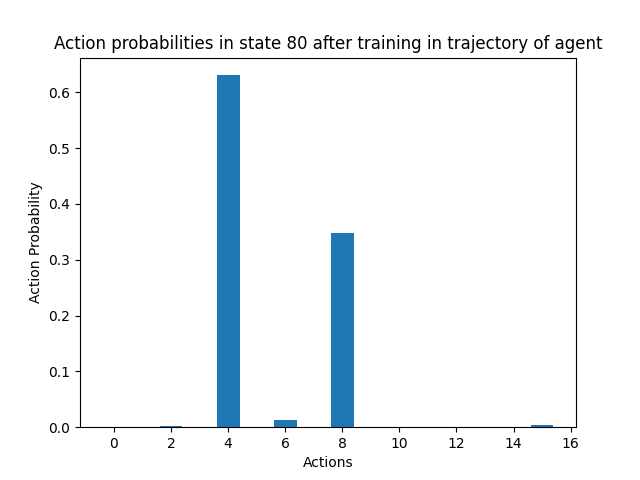 Action probabilities in state 80 after training in trajectory of agent
0.6
0.5
0.4
0.3
0.2
0.1
0.0
Action Probability
0 2 4 6 8 10 12 14 16
Actions